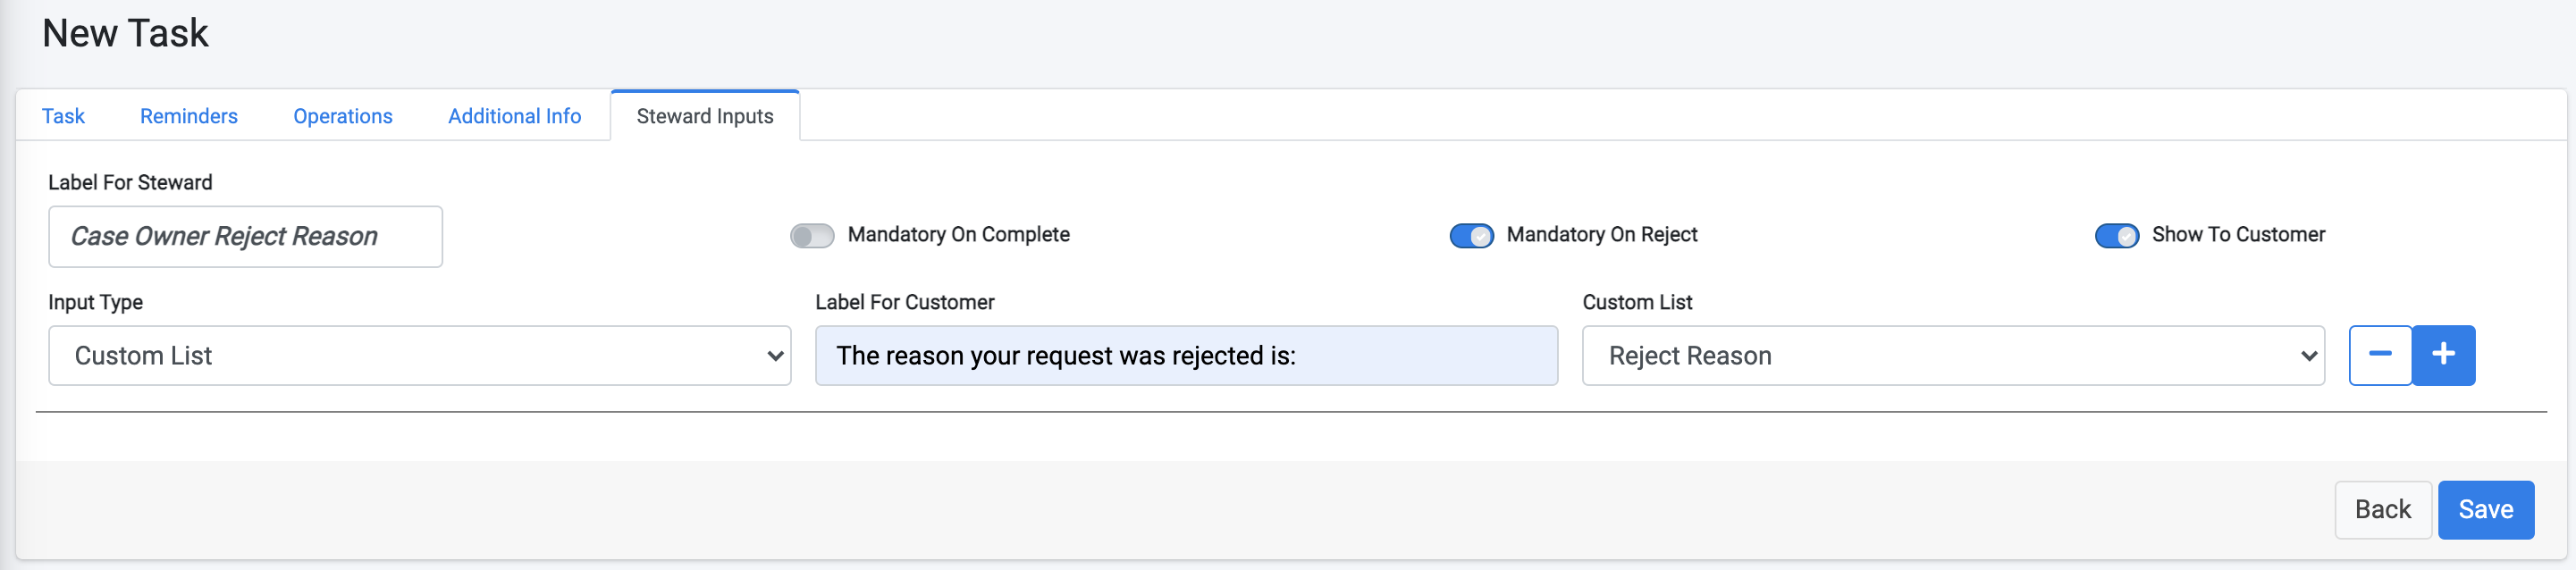 New Task
Task Reminders Operations Additional Info Steward Inputs
Label For Steward
Case Owner Reject Reason
Mandatory On Complete
Mandatory On Reject
Show To Customer
Input Type
Label For Customer
Custom List
Custom List
The reason your request was rejected is:
Reject Reason
Back
Save